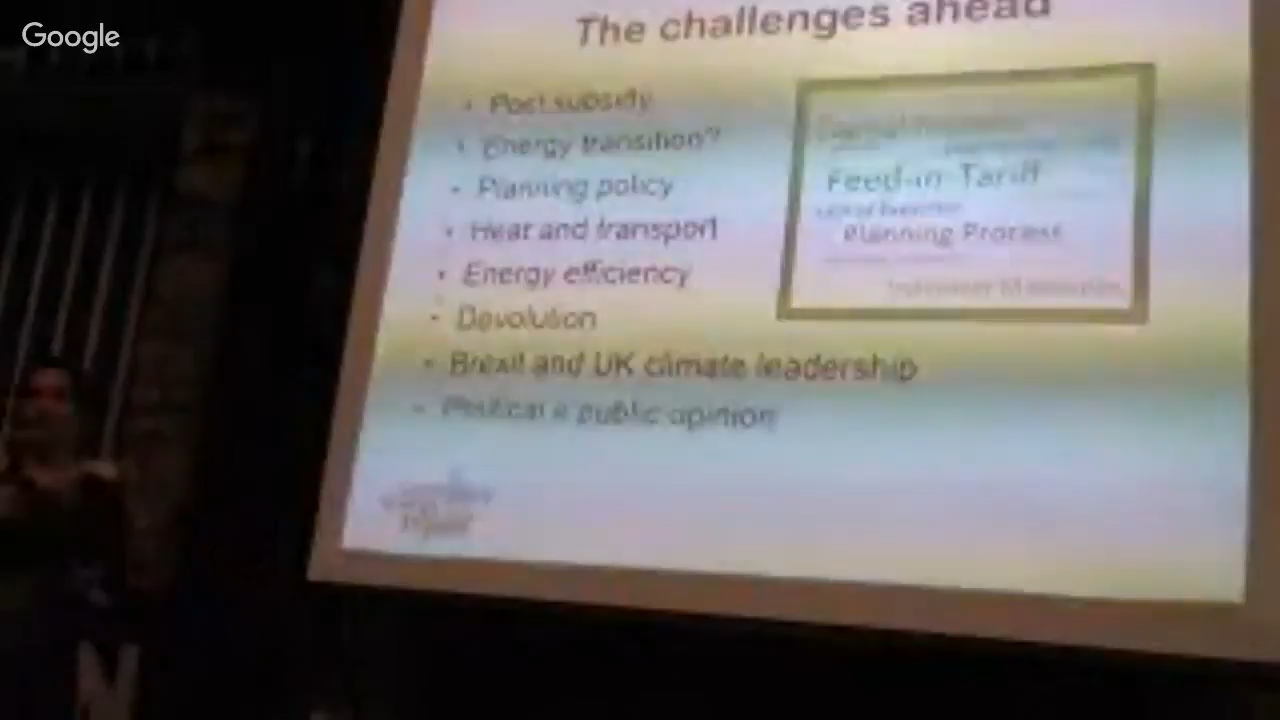 Google
The challenges ahead
• Post subsidy
• Energy transition?
• Planning policy
• Heat and transport
• Energy efficiency
• Devolution
• Brexit and UK climate leadership
• Political & public opinion
Feed-in Tariff
Planning Process
N